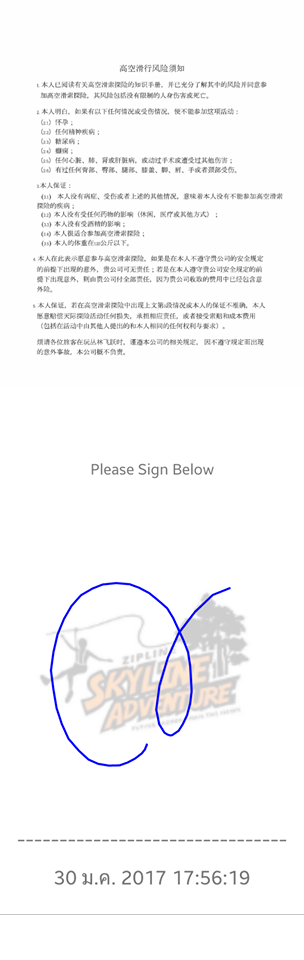 高空滑行风险须知
1. 本人已阅读有关高空滑索探险的知识手册，并已充分了解其中的风险并同意参
加高空滑索探险，其风险包括没有限制的人身伤害或死亡。
2. 本人明白，如果有以下任何情况或受伤情况，便不能参加这项活动：
(2.1) 怀孕；
(2.2) 任何精神疾病；
(2.3) 糖尿病；
(2.4) 癫痫；
(2.5) 任何心脏、肺、肾或肝脏病，或动过手术或遭受过其他伤害；
(2.6) 有过任何背部、臀部、腿部、膝盖、脚、肩、手或者颈部受伤。
3.本人保证：
(3.1) 本人没有病症、受伤或者上述的其他情况，意味着本人没有不能参加高空滑索
探险的疾病；
(3.2) 本人没有受任何药物的影响（休闲、医疗或其他方式）；
(3.3) 本人没有受酒精的影响；
(3.4) 本人很适合参加高空滑索探险；
(3.5) 本人的体重在120公斤以下。
4. 本人在此表示愿意参与高空滑索探险，如果是在本人不遵守贵公司的安全规定
的前提下出现的意外，贵公司可无责任；若是在本人遵守贵公司的安全规定的前
提下出现意外，则由贵公司付全部责任，因为贵公司收取的费用中已经包含意
外险。
5. 本人保证，若在高空滑索探险中出现上文第2段情况或本人的保证不准确，本人
愿意赔偿天际探险活动任何损失，承担相应责任，或者接受索赔和成本费用
（包括在活动中由其他人提出的和本人相同的任何权利与要求）。
烦请各位旅客在玩丛林飞跃时，谨遵本公司的相关规定， 因不遵守规定而出现
的意外事故，本公司概不负责。
Please Sign Below
ZIPLINE
SKYLINE
ADVENTURE
30 ม.ค. 2017 17:56:19